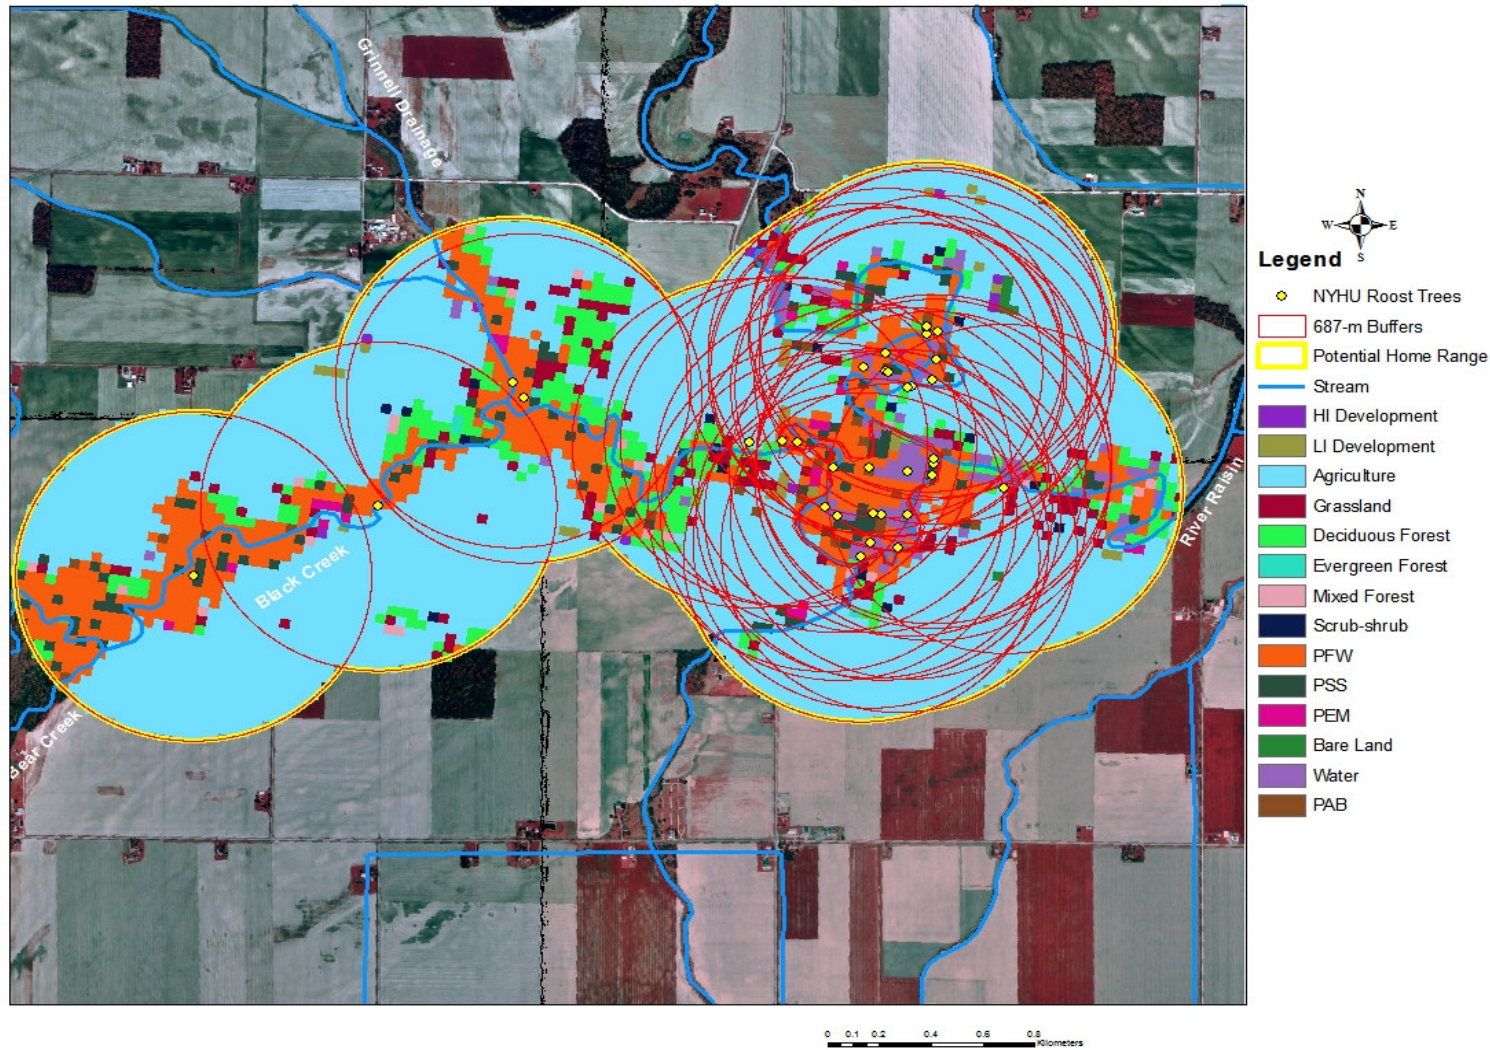 Grinnell Drainage
N
W
E
S
Legend
NYHU Roost Trees
687-m Buffers
Potential Home Range
Stream
HI Development
LI Development
Agriculture
Grassland
Deciduous Forest
Evergreen Forest
Mixed Forest
Scrub-shrub
PFW
PSS
PEM
Bare Land
Water
PAB
River Raisin
Black Creek
Bear Creek
0 0.1 0.2 0.4 0.6 0.8
Kilometers